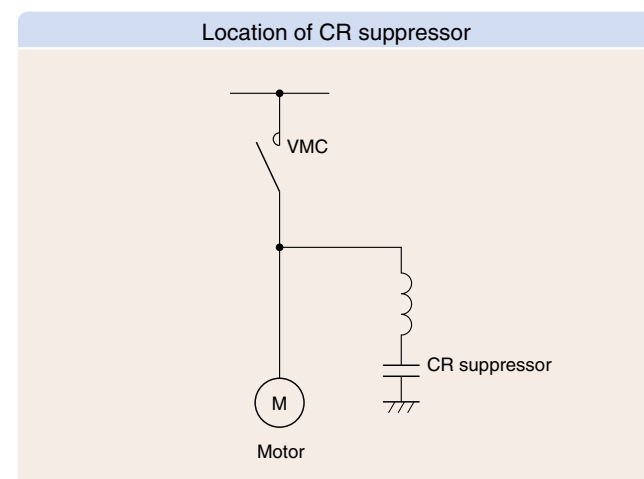 Location of CR suppressor
VMC
CR suppressor
M
Motor